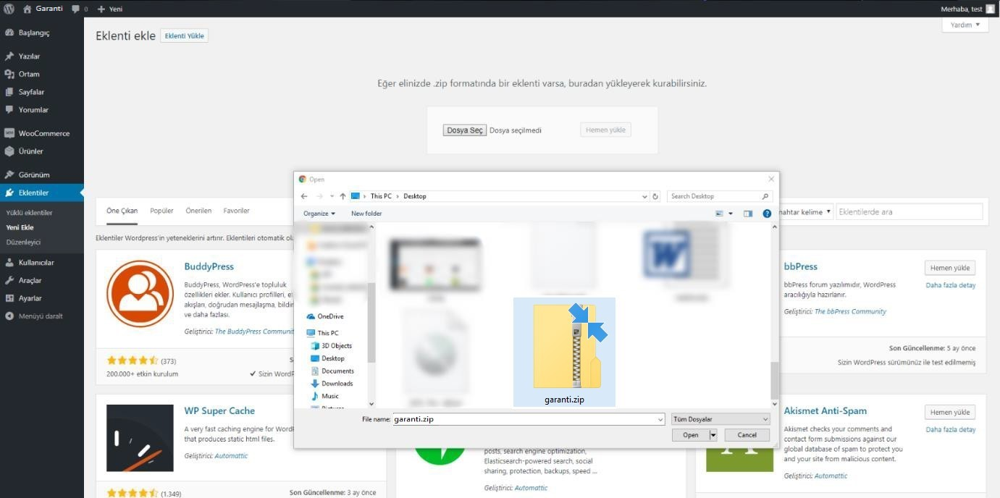 Garanti
0
Yeni
Merhaba, test
Başlangıç
Yazılar
Ortam
Sayfalar
Yorumlar
WooCommerce
Ürünler
Görünüm
Eklentiler
Yüklü eklentiler
Yeni Ekle
Düzenleyici
Kullanıcılar
Araçlar
Ayarlar
Menüyü daralt
Eklenti ekle
Eklenti Yükle
Yardım
Eğer elinizde .zip formatında bir eklenti varsa, buradan yükleyerek kurabilirsiniz.
Dosya Seç
Dosya seçilmedi
Hemen yükle
Öne Çıkan
Popüler
Önerilen
Favoriler
nahtar kelime
Eklentilerde ara
Eklentiler Wordpress'in yeteneklerini artırır. Eklentileri otomatik ola
BuddyPress
BuddyPress, WordPress'e topluluk
özellikleri ekler. Kullanıcı profilleri, e
akışları, doğrudan mesajlaşma, bildir
ve daha fazlası.
Geliştirici: The BuddyPress Communit
(373)
200.000+ etkin kurulum
S
Sizin WordP
WP Super Cache
A very fast caching engine for WordP
that produces static html files.
Geliştirici: Automattic
(1.349)
Son Güncellenme: 3 ay önce
Open
This PC
Desktop
Search Desktop
Organize
New folder
OneDrive
This PC
3D Objects
Desktop
Documents
Downloads
Music
Pictures
W
garanti.zip
File name:
garanti.zip
Tüm Dosyalar
Open
Cancel
posts, search engine optimization,
Elasticsearch-powered search, social
sharing, protection, backups, speed ...
Geliştirici: Automattic
bbPress
Hemen yükle
Daha fazla detay
bbPress forum yazılımıdır, WordPress
aracılığıyla hazırlanır.
Geliştirici: The bbPress Community
Son Güncellenme: 5 ay önce
Sizin WordPress sürümünüz ile test edilmemiş
Akismet Anti-Spam
Hemen yükle
Daha fazla detay
Akismet checks your comments and
contact form submissions against our
global database of spam to protect you
and your site from malicious content.
Geliştirici: Automattic